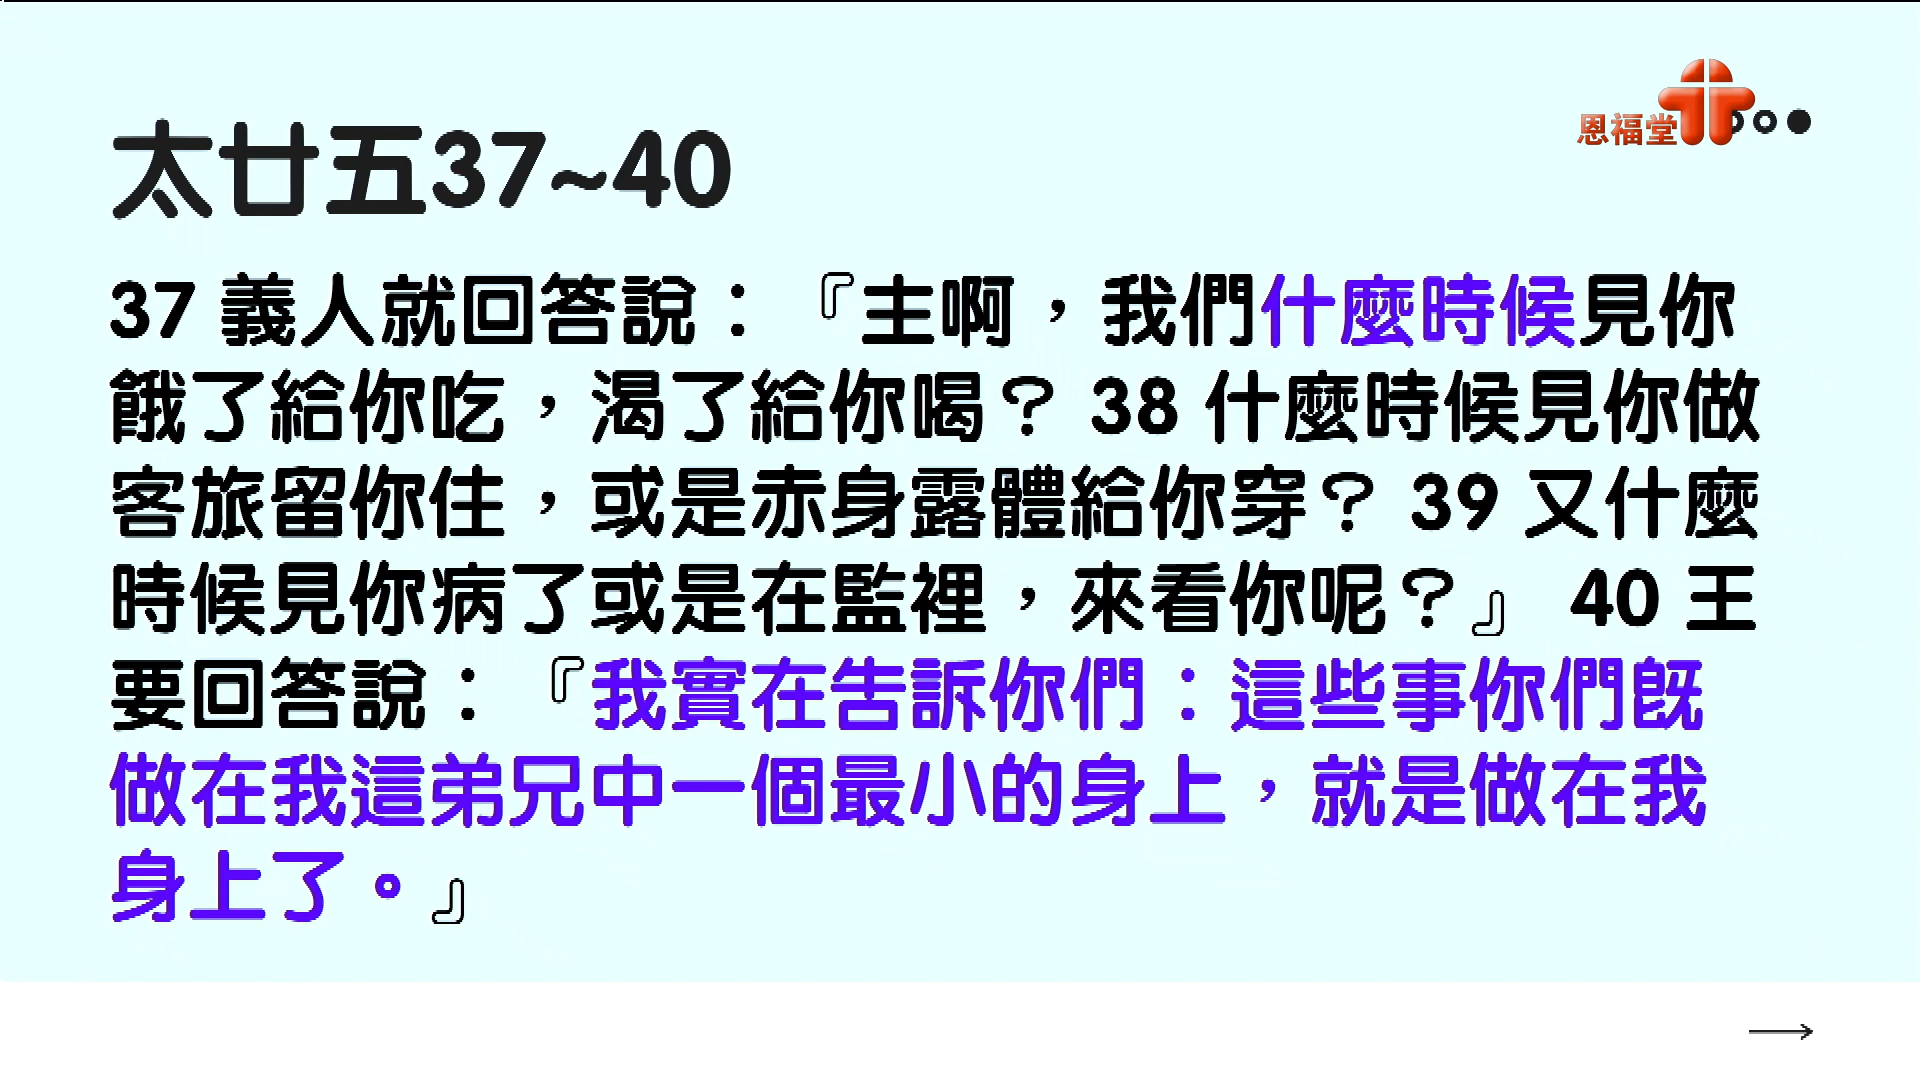 恩福堂
太廿五37~40
37 義人就回答說：『主啊，我們什麼時候見你
餓了給你吃，渴了給你喝？ 38 什麼時候見你做
客旅留你住，或是赤身露體給你穿？ 39 又什麼
時候見你病了或是在監裡，來看你呢？』 40 王
要回答說：『我實在告訴你們：這些事你們既
做在我這弟兄中一個最小的身上，就是做在我
身上了。』